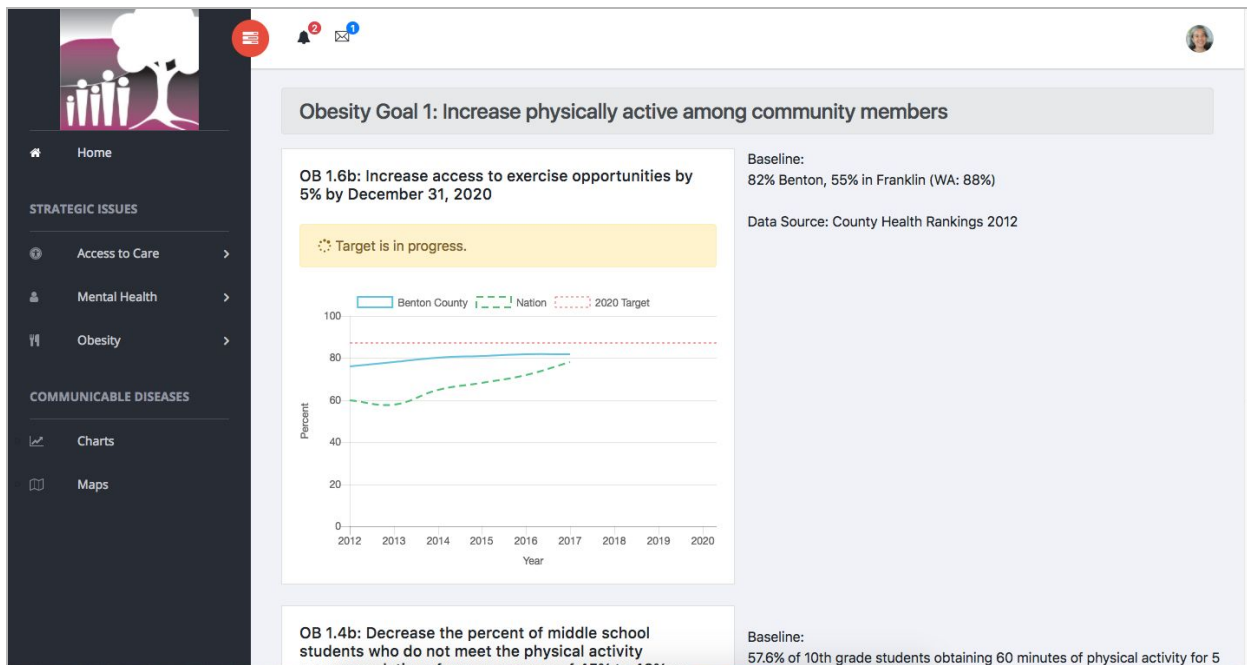 2
1
Home
STRATEGIC ISSUES
Access to Care
Mental Health
Obesity
COMMUNICABLE DISEASES
Charts
Maps
Obesity Goal 1: Increase physically active among community members
OB 1.6b: Increase access to exercise opportunities by
5% by December 31, 2020
Target is in progress.
Benton County Nation 2020 Target
100
80
60
40
20
0
Percent
2012 2013 2014 2015 2016 2017 2018 2019 2020
Year
Baseline:
82% Benton, 55% in Franklin (WA: 88%)
Data Source: County Health Rankings 2012
OB 1.4b: Decrease the percent of middle school
students who do not meet the physical activity
Baseline:
57.6% of 10th grade students obtaining 60 minutes of physical activity for 5